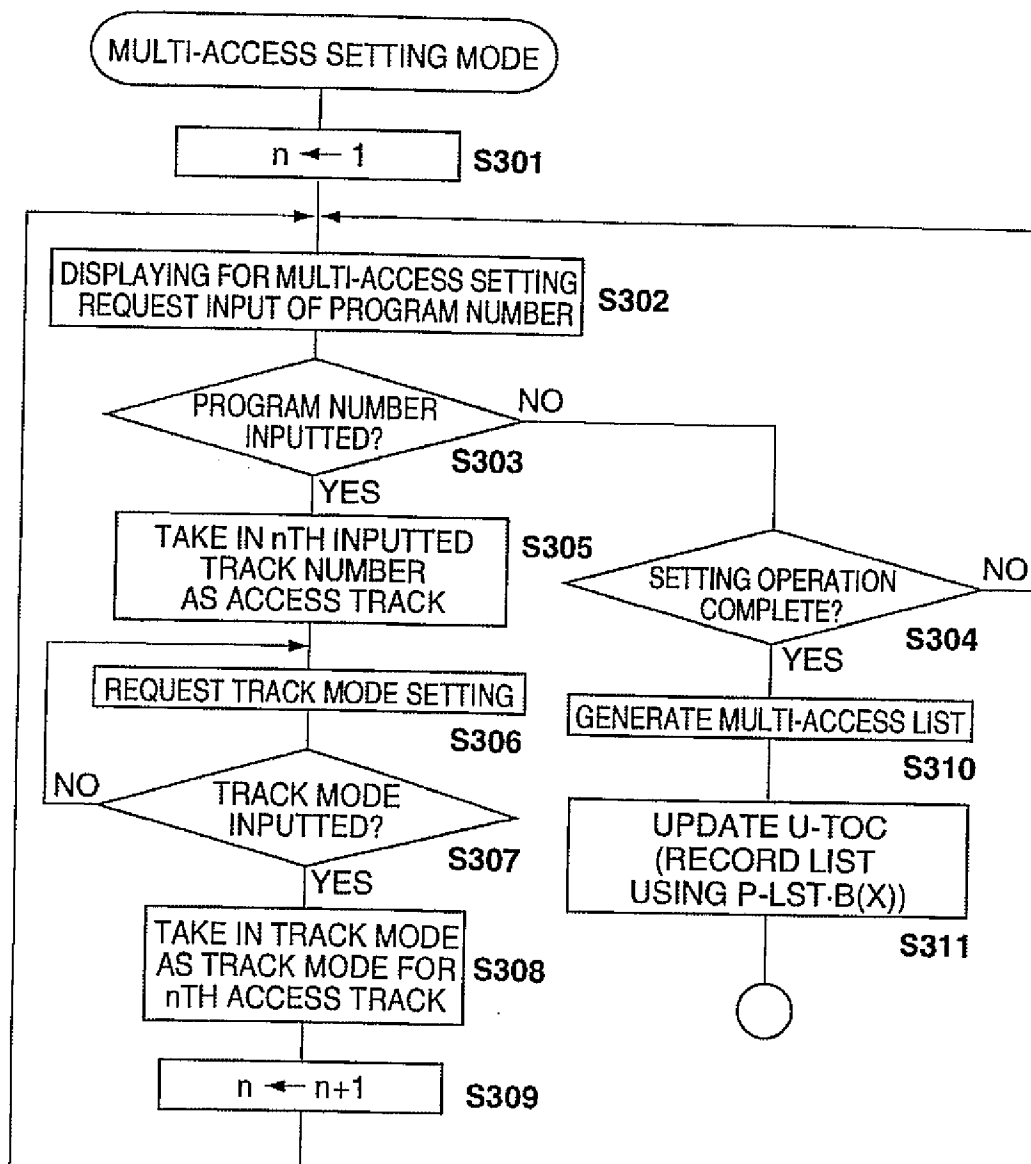 MULTI-ACCESS SETTING MODE
n ← 1
S301
DISPLAYING FOR MULTI-ACCESS SETTING
REQUEST INPUT OF PROGRAM NUMBER
S302
PROGRAM NUMBER
INPUTTED?
NO
S303
YES
TAKE IN nTH INPUTTED
TRACK NUMBER
AS ACCESS TRACK
S305
SETTING OPERATION
COMPLETE?
NO
S304
YES
REQUEST TRACK MODE SETTING
S306
GENERATE MULTI-ACCESS LIST
S310
NO
TRACK MODE
INPUTTED?
S307
YES
UPDATE U-TOC
(RECORD LIST
USING P-LST·B(X))
S311
TAKE IN TRACK MODE
AS TRACK MODE FOR
nTH ACCESS TRACK
S308
n ← n+1
S309